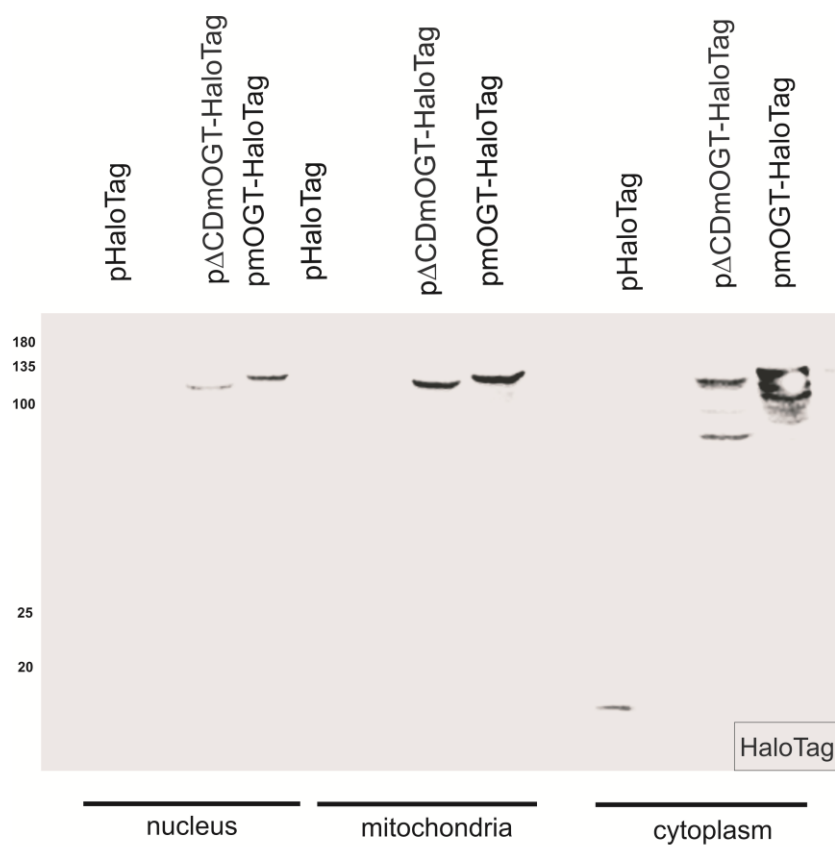 pHaloTag
pΔCDmOGT-HaloTag
pmOGT-HaloTag
pHaloTag
pΔCDmOGT-HaloTag
pmOGT-HaloTag
pHaloTag
pΔCDmOGT-HaloTag
pmOGT-HaloTag
180
135
100
25
20
HaloTag
nucleus
mitochondria
cytoplasm